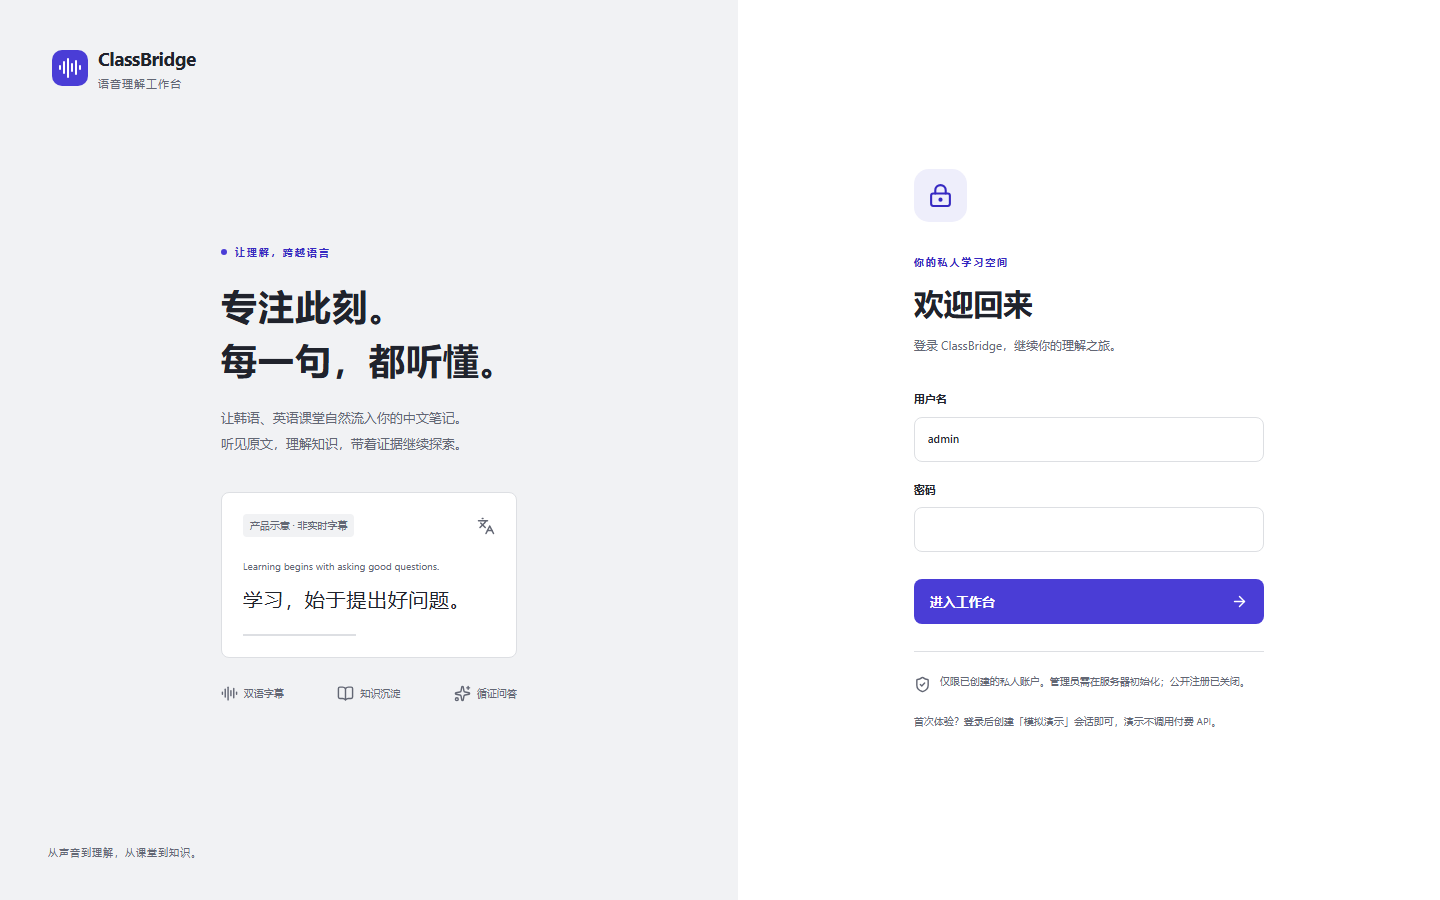 ClassBridge
语音理解工作台
让理解，跨越语言
专注此刻。
每一句，都听懂。
让韩语、英语课堂自然流入你的中文笔记。
听见原文，理解知识，带着证据继续探索。
产品示意 · 非实时字幕
Learning begins with asking good questions.
学习，始于提出好问题。
双语字幕
知识沉淀
循证问答
从声音到理解，从课堂到知识。
你的私人学习空间
欢迎回来
登录 ClassBridge，继续你的理解之旅。
用户名
admin
密码
进入工作台
仅限已创建的私人账户。管理员需在服务器初始化；公开注册已关闭。
首次体验？登录后创建「模拟演示」会话即可，演示不调用付费 API。